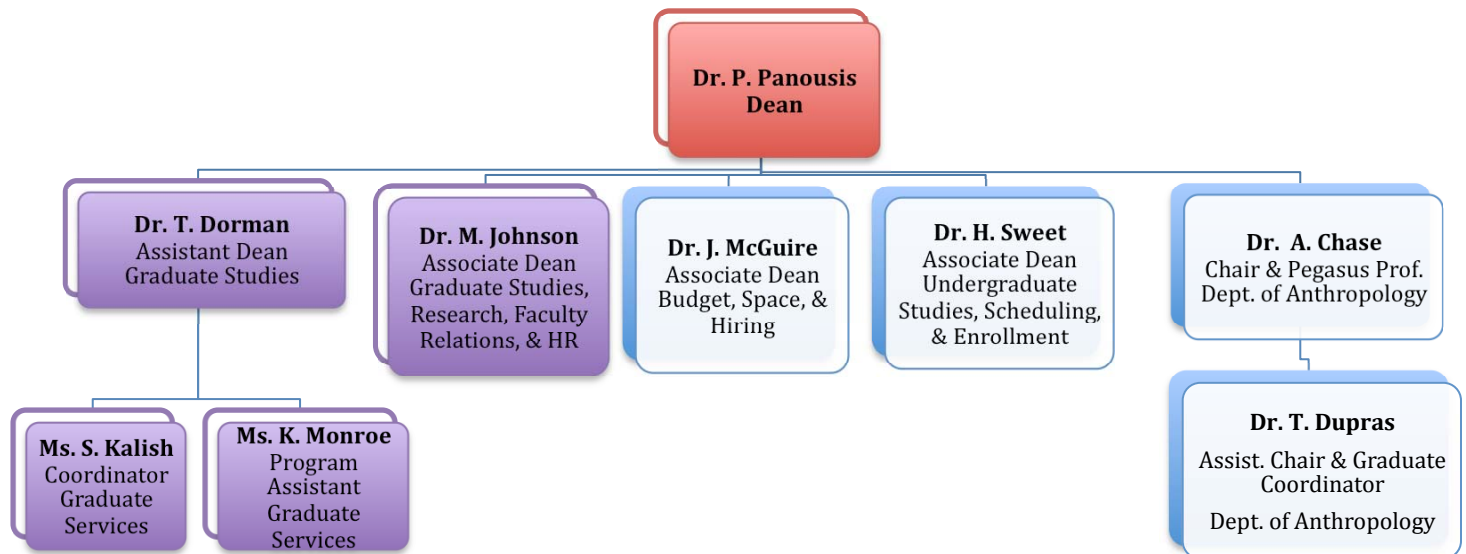 Dr. P. Panousis
Dean
Dr. T. Dorman
Assistant Dean
Graduate Studies
Dr. M. Johnson
Associate Dean
Graduate Studies,
Research, Faculty
Relations, & HR
Dr. J. McGuire
Associate Dean
Budget, Space, &
Hiring
Dr. H. Sweet
Associate Dean
Undergraduate
Studies, Scheduling,
& Enrollment
Dr. A. Chase
Chair & Pegasus Prof.
Dept. of Anthropology
Ms. S. Kalish
Coordinator
Graduate
Services
Ms. K. Monroe
Program
Assistant
Graduate
Services
Dr. T. Dupras
Assist. Chair & Graduate
Coordinator
Dept. of Anthropology